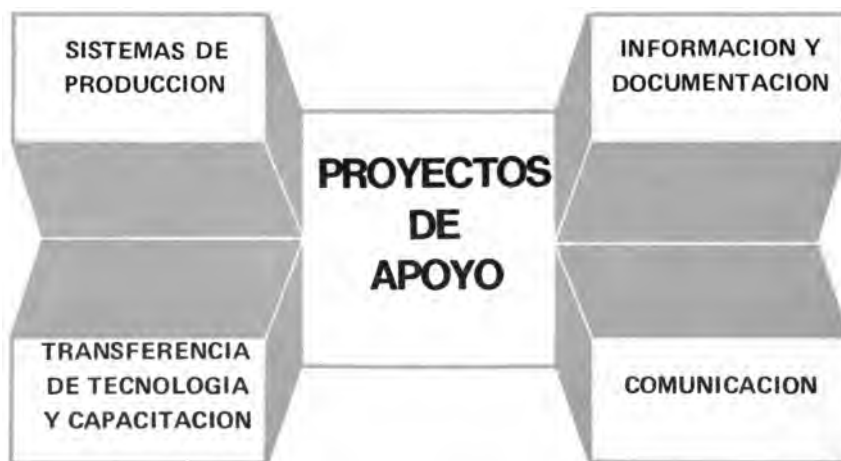 SISTEMAS DE
PRODUCCION
INFORMACION Y
DOCUMENTACION
PROYECTOS
DE
APOYO
TRANSFERENCIA
DE TECNOLOGIA
Y CAPACITACION
COMUNICACION